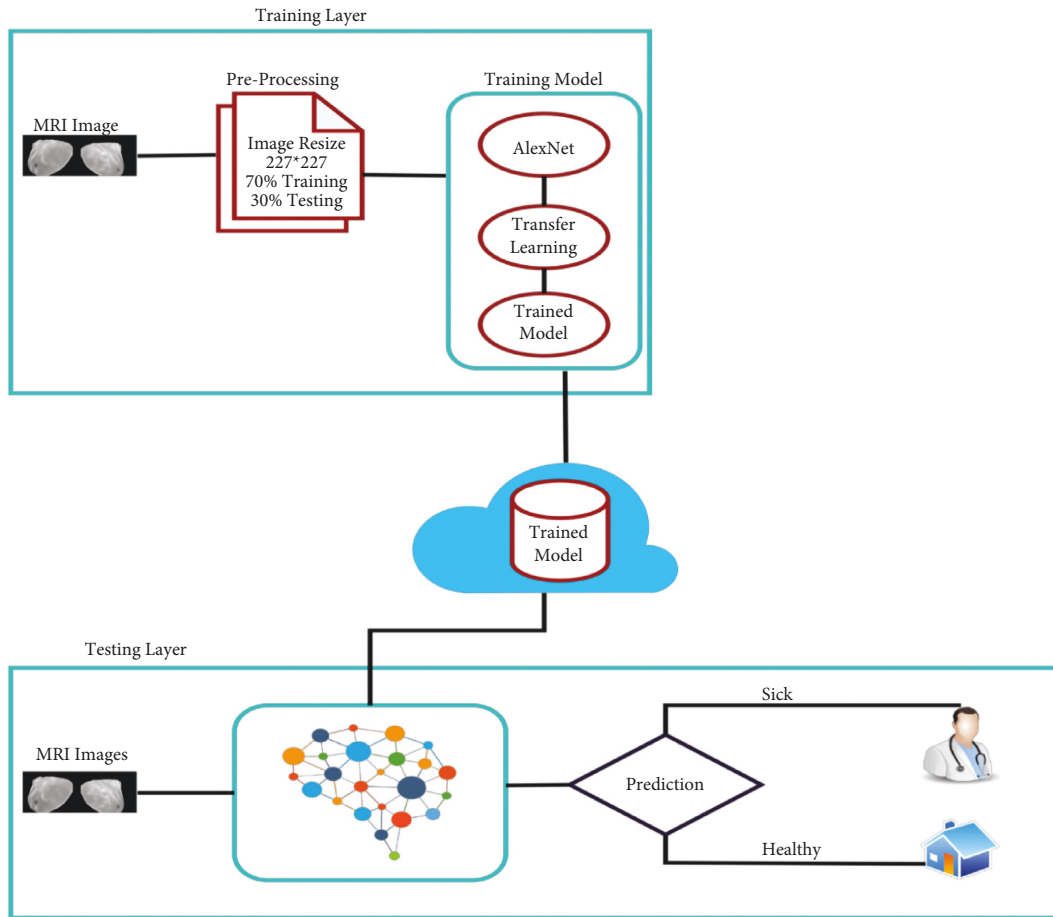 Training Layer
Pre-Processing
Training Model
MRI Image
Image Resize
227*227
70% Training
30% Testing
AlexNet
Transfer
Learning
Trained
Model
Trained
Model
Testing Layer
MRI Images
Sick
Prediction
Healthy